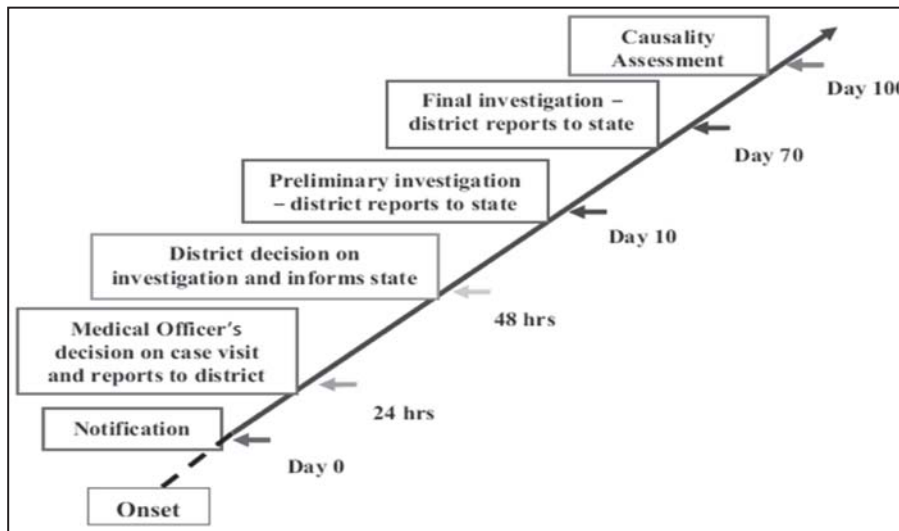 Causality
Assessment
Day 100
Final investigation –
district reports to state
Day 70
Preliminary investigation
– district reports to state
Day 10
District decision on
investigation and informs state
48 hrs
Medical Officer's
decision on case visit
and reports to district
24 hrs
Notification
Day 0
Onset